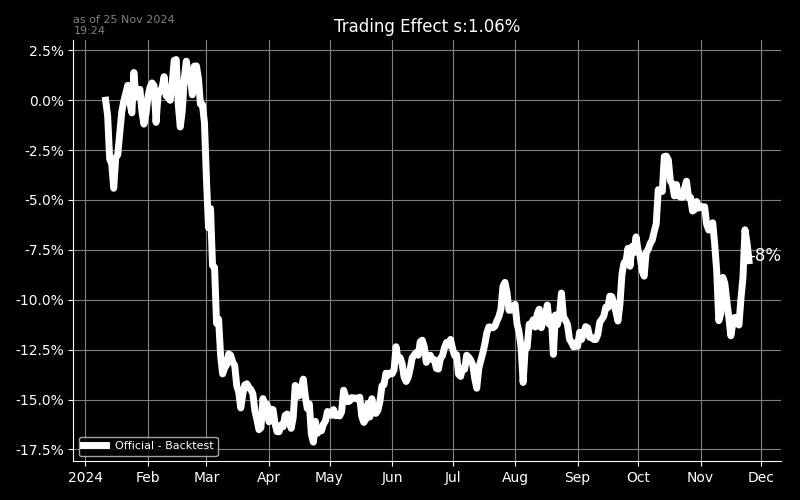 as of 25 Nov 2024
19:24
Trading Effect s:1.06%
2.5%
0.0%
-2.5%
-5.0%
-7.5%
-8%
-10.0%
-12.5%
-15.0%
-17.5%
Official - Backtest
2024 Feb Mar Apr May Jun Jul Aug Sep Oct Nov Dec